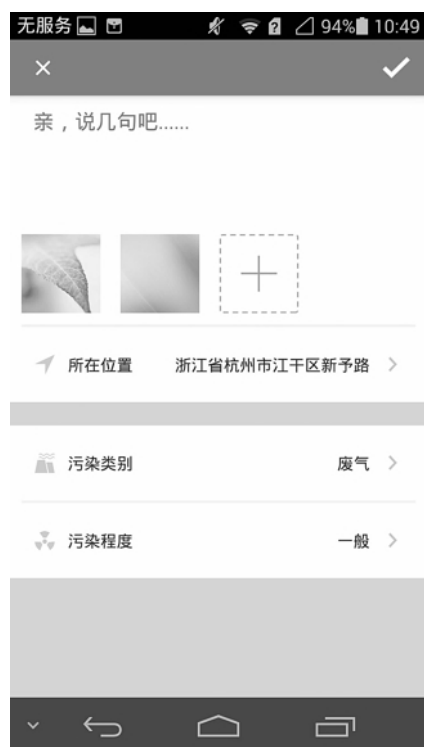 无服务 94% 10:49
亲，说几句吧......
所在位置 浙江省杭州市江干区新予路
污染类别 废气
污染程度 一般